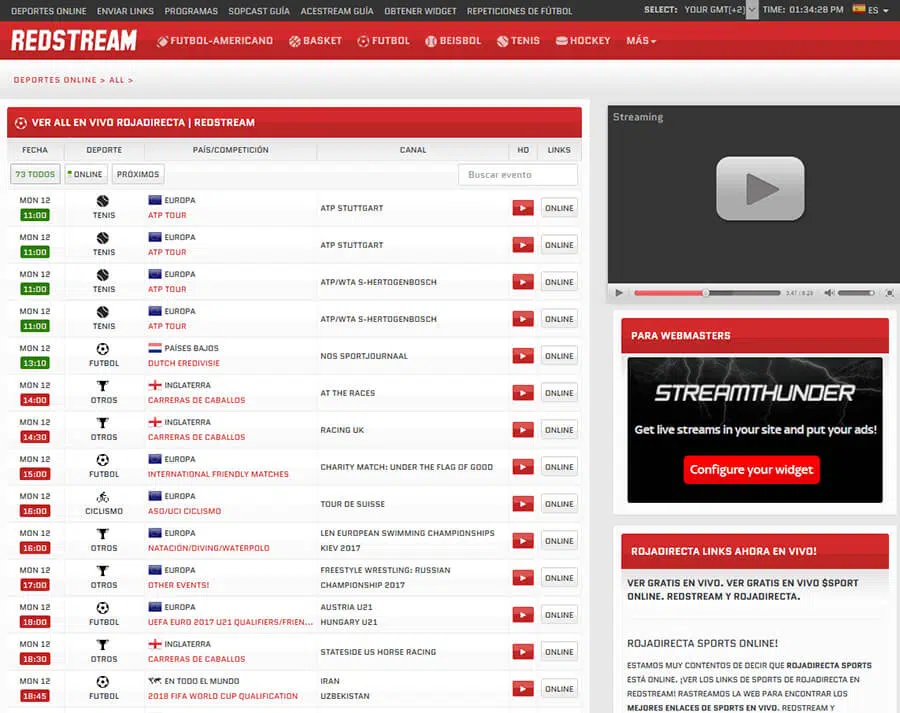 DEPORTES ONLINE ENVIAR LINKS PROGRAMAS SOPCAST GUÍA ACESTREAM GUÍA OBTENER WIDGET REPETICIONES DE FÚTBOL
SELECT: YOUR GMT[+2] TIME: 01:34:28 PM ES
REDSTREAM
FUTBOL-AMERICANO BASKET FUTBOL BEISBOL TENIS HOCKEY MÁS
DEPORTES ONLINE > ALL >
VER ALL EN VIVO ROJADIRECTA | REDSTREAM
FECHA DEPORTE PAÍS/COMPETICIÓN CANAL HD LINKS
73 TODOS ONLINE PRÓXIMOS Buscar evento
MON 12 EUROPA
ATP STUTTGART ONLINE
11:00 TENIS ATP TOUR
MON 12 EUROPA
ATP STUTTGART ONLINE
11:00 TENIS ATP TOUR
MON 12 EUROPA
ATP/WTA S-HERTOGENBOSCH ONLINE
11:00 TENIS ATP TOUR
MON 12 EUROPA
ATP/WTA S-HERTOGENBOSCH ONLINE
11:00 TENIS ATP TOUR
MON 12 PAÍSES BAJOS
NOS SPORTJOURNAAL ONLINE
13:10 FUTBOL DUTCH EREDIVISIE
MON 12 INGLATERRA
AT THE RACES ONLINE
14:00 OTROS CARRERAS DE CABALLOS
MON 12 INGLATERRA
RACING UK ONLINE
14:30 OTROS CARRERAS DE CABALLOS
MON 12 EUROPA
CHARITY MATCH: UNDER THE FLAG OF GOOD ONLINE
15:00 FUTBOL INTERNATIONAL FRIENDLY MATCHES
MON 12 EUROPA
TOUR DE SUISSE ONLINE
16:00 CICLISMO ASO/UCI CICLISMO
MON 12 EUROPA LEN EUROPEAN SWIMMING CHAMPIONSHIPS
ONLINE
16:00 OTROS NATACIÓN/DIVING/WATERPOLO KIEV 2017
MON 12 EUROPA FREESTYLE WRESTLING: RUSSIAN
ONLINE
17:00 OTROS OTHER EVENTS! CHAMPIONSHIP 2017
MON 12 EUROPA AUSTRIA U21
ONLINE
18:00 FUTBOL UEFA EURO 2017 U21 QUALIFIERS/FRIEN... HUNGARY U21
MON 12 INGLATERRA
STATESIDE US HORSE RACING ONLINE
18:30 OTROS CARRERAS DE CABALLOS
MON 12 EN TODO EL MUNDO IRAN
ONLINE
18:45 FUTBOL 2018 FIFA WORLD CUP QUALIFICATION UZBEKISTAN
Streaming
3:47 / 8:23
PARA WEBMASTERS
STREAMTHUNDER
Get live streams in your site and put your ads!
Configure your widget
ROJADIRECTA LINKS AHORA EN VIVO!
VER GRATIS EN VIVO. VER GRATIS EN VIVO $SPORT
ONLINE. REDSTREAM Y ROJADIRECTA.
ROJADIRECTA SPORTS ONLINE!
ESTAMOS MUY CONTENTOS DE DECIR QUE ROJADIRECTA SPORTS
ESTÁ ONLINE. ¡VER LOS LINKS DE SPORTS DE ROJADIRECTA EN
REDSTREAM! RASTREAMOS LA WEB PARA ENCONTRAR LOS
MEJORES ENLACES DE SPORTS EN VIVO. REDSTREAM Y